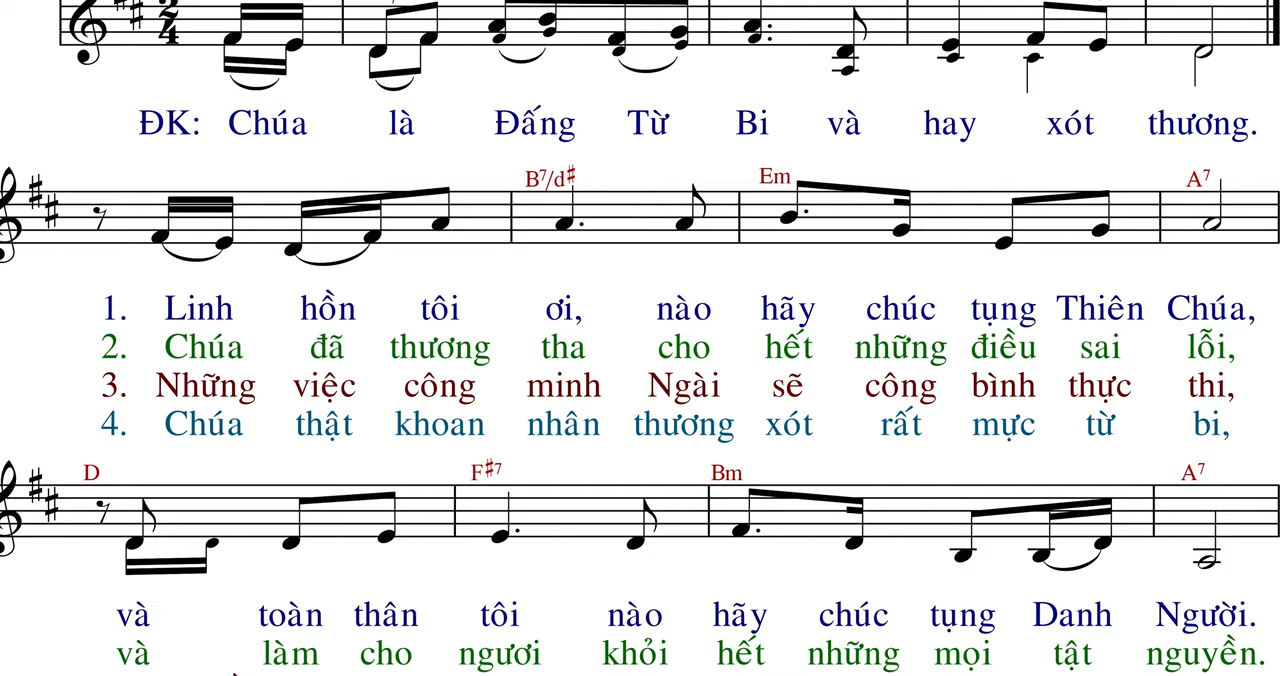 2
4
ĐK: Chúa là Đấng Từ Bi và hay xót thương.
B7/d# Em A7
1. Linh hồn tôi ơi, nào hãy chúc tụng Thiên Chúa,
2. Chúa đã thương tha cho hết những điều sai lỗi,
3. Những việc công minh Ngài sẽ công bình thực thi,
4. Chúa thật khoan nhân thương xót rất mực từ bi,
D F#7 Bm A7
và toàn thân tôi nào hãy chúc tụng Danh Người.
và làm cho ngươi khỏi hết những mọi tật nguyền.